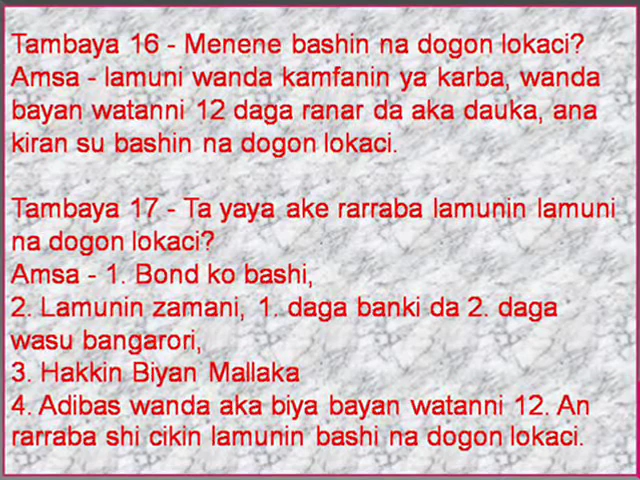 Tambaya 16 - Menene bashin na dogon lokaci?
Amsa - lamuni wanda kamfanin ya karba, wanda
bayan watanni 12 daga ranar da aka dauka, ana
kiran su bashin na dogon lokaci.
Tambaya 17 - Ta yaya ake rarraba lamunin lamuni
na dogon lokaci?
Amsa - 1. Bond ko bashi,
2. Lamunin zamani, 1. daga banki da 2. daga
wasu bangarori,
3. Hakkin Biyan Mallaka
4. Adibas wanda aka biya bayan watanni 12. An
rarraba shi cikin lamunin bashi na dogon lokaci.